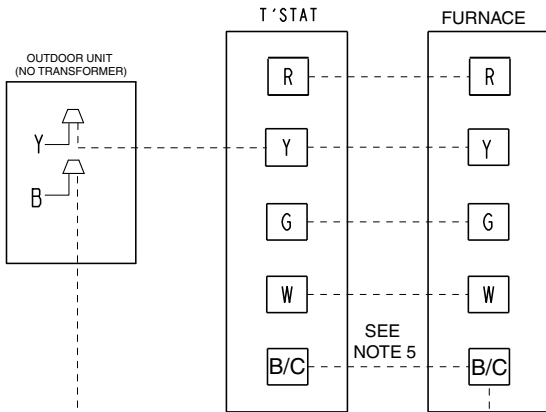 T'STAT
FURNACE
OUTDOOR UNIT
(NO TRANSFORMER)
R
R
Y
Y
Y
B
G
G
W
W
SEE
NOTE 5
B/C
B/C